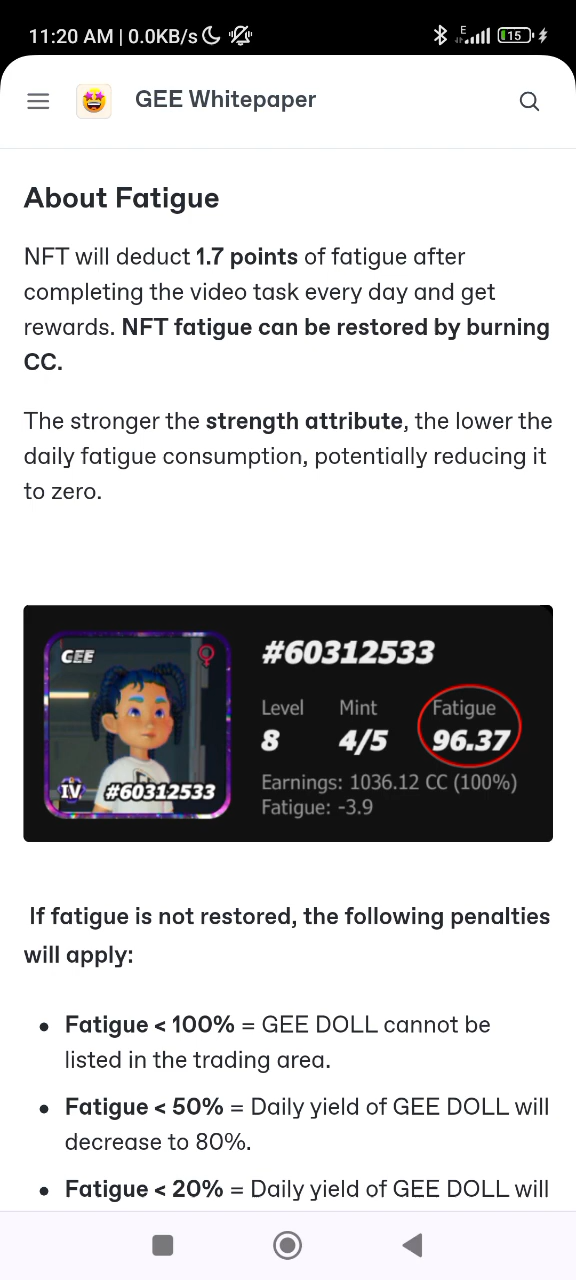 11:20 AM | 0.0KB/s
E
15
GEE Whitepaper
About Fatigue
NFT will deduct 1.7 points of fatigue after
completing the video task every day and get
rewards. NFT fatigue can be restored by burning
CC.
The stronger the strength attribute, the lower the
daily fatigue consumption, potentially reducing it
to zero.
GEE
IV #60312533
#60312533
Level Mint Fatigue
8 4/5 96.37
Earnings: 1036.12 CC (100%)
Fatigue: -3.9
If fatigue is not restored, the following penalties
will apply:
• Fatigue < 100% = GEE DOLL cannot be
listed in the trading area.
• Fatigue < 50% = Daily yield of GEE DOLL will
decrease to 80%.
• Fatigue < 20% = Daily yield of GEE DOLL will